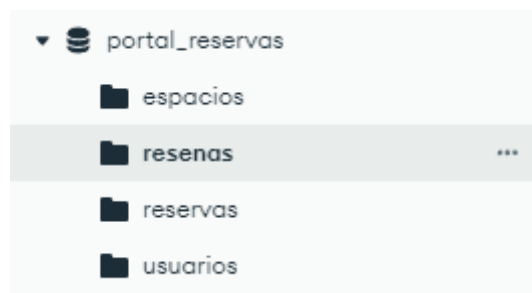 portal_reservas
espacios
resenas
reservas
usuarios